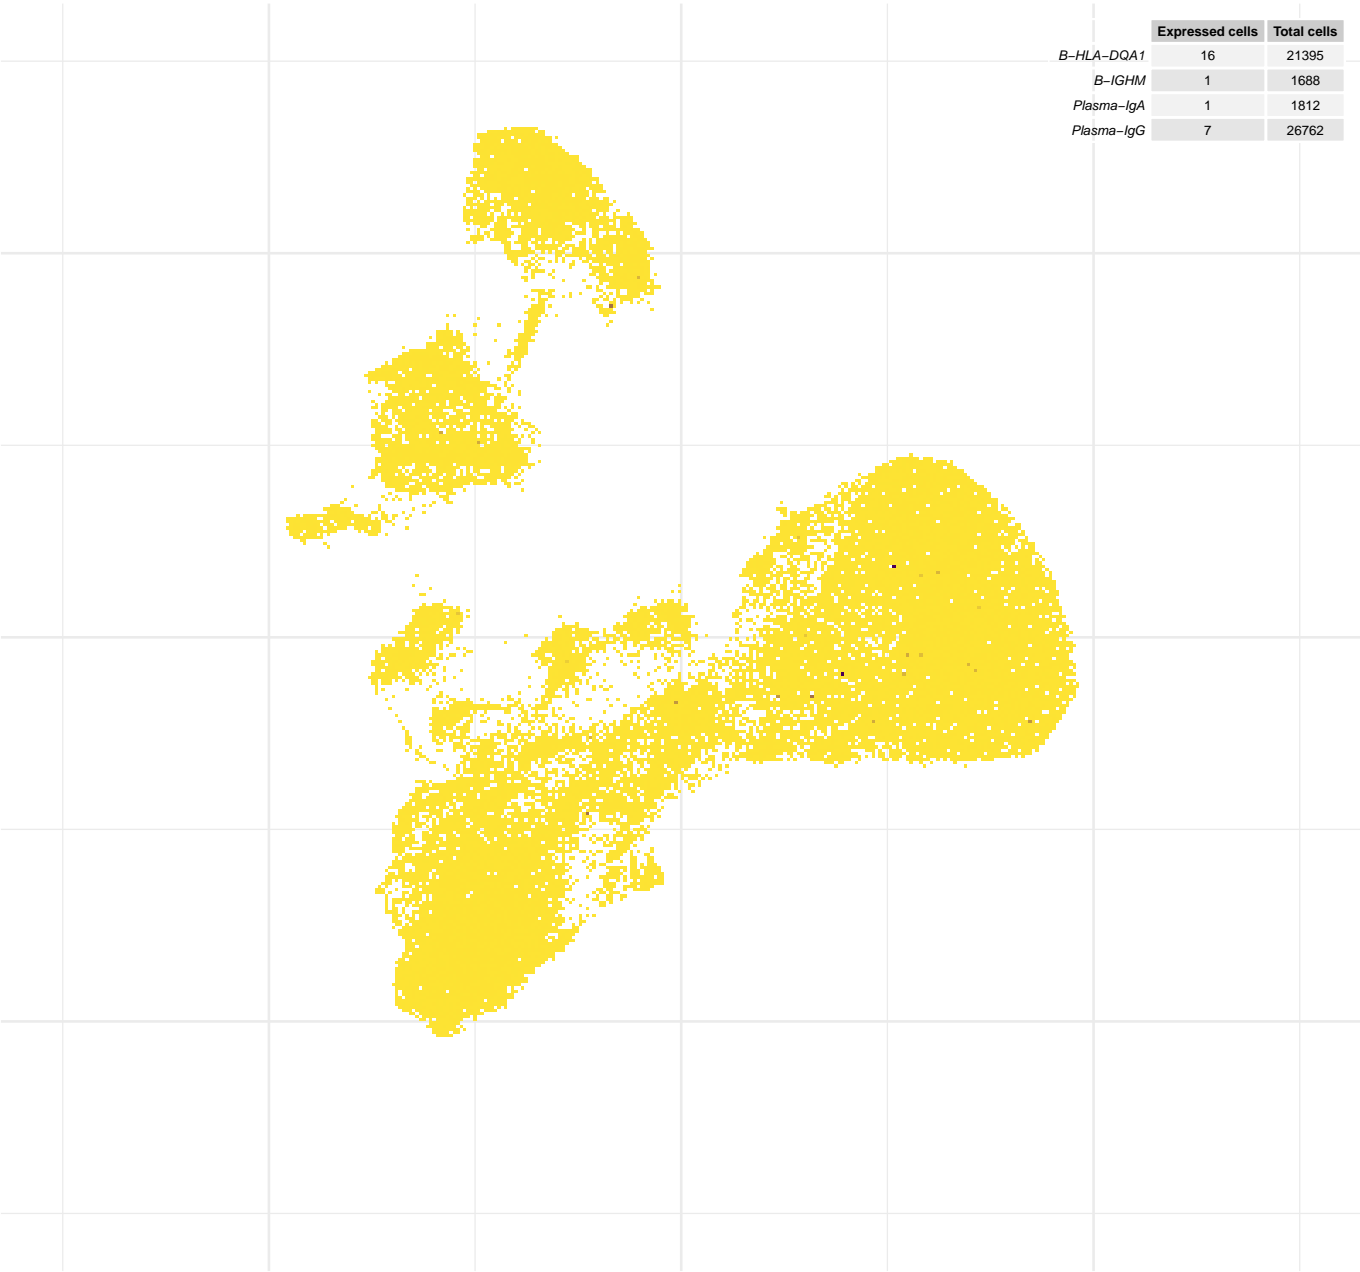 Expressed cells Total cells
B−HLA−DQA1 16 21395
B−IGHM 1 1688
Plasma−IgA 1 1812
Plasma−IgG 7 26762